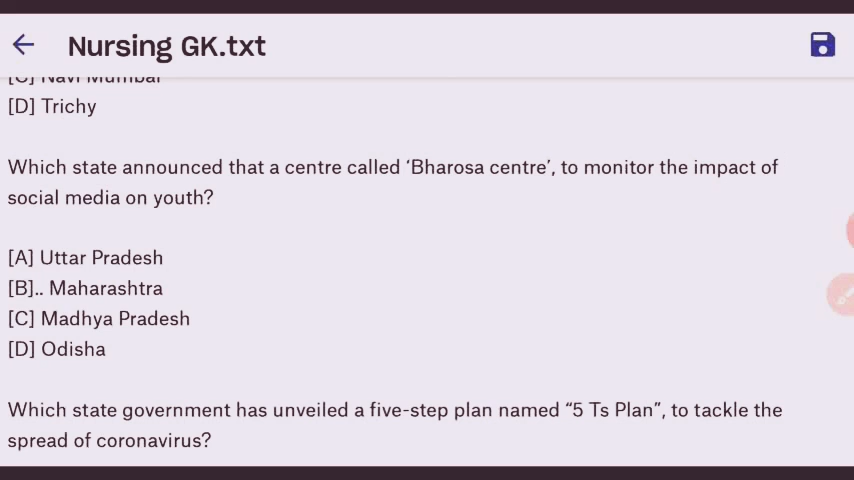 Nursing GK.txt
[C] Navi Mumbai
[D] Trichy
Which state announced that a centre called ‘Bharosa centre’, to monitor the impact of
social media on youth?
[A] Uttar Pradesh
[B].. Maharashtra
[C] Madhya Pradesh
[D] Odisha
Which state government has unveiled a five-step plan named “5 Ts Plan”, to tackle the
spread of coronavirus?